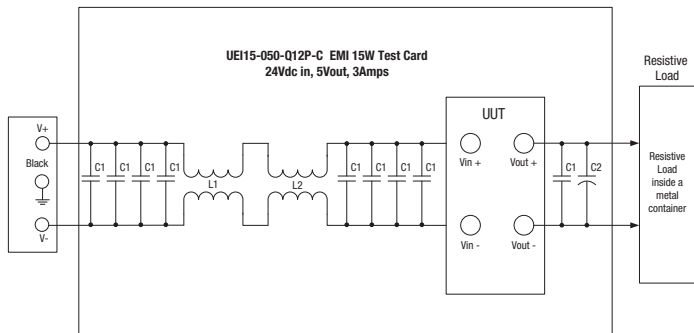 UEI15-050-Q12P-C EMI 15W Test Card
24Vdc in, 5Vout, 3Amps
Resistive
Load
V+
Black
V-
C1
C1
C1
C1
L1
L2
C1
C1
C1
C1
UUT
Vin +
Vout +
Vin -
Vout -
C1
C2
Resistive
Load
inside a
metal
container